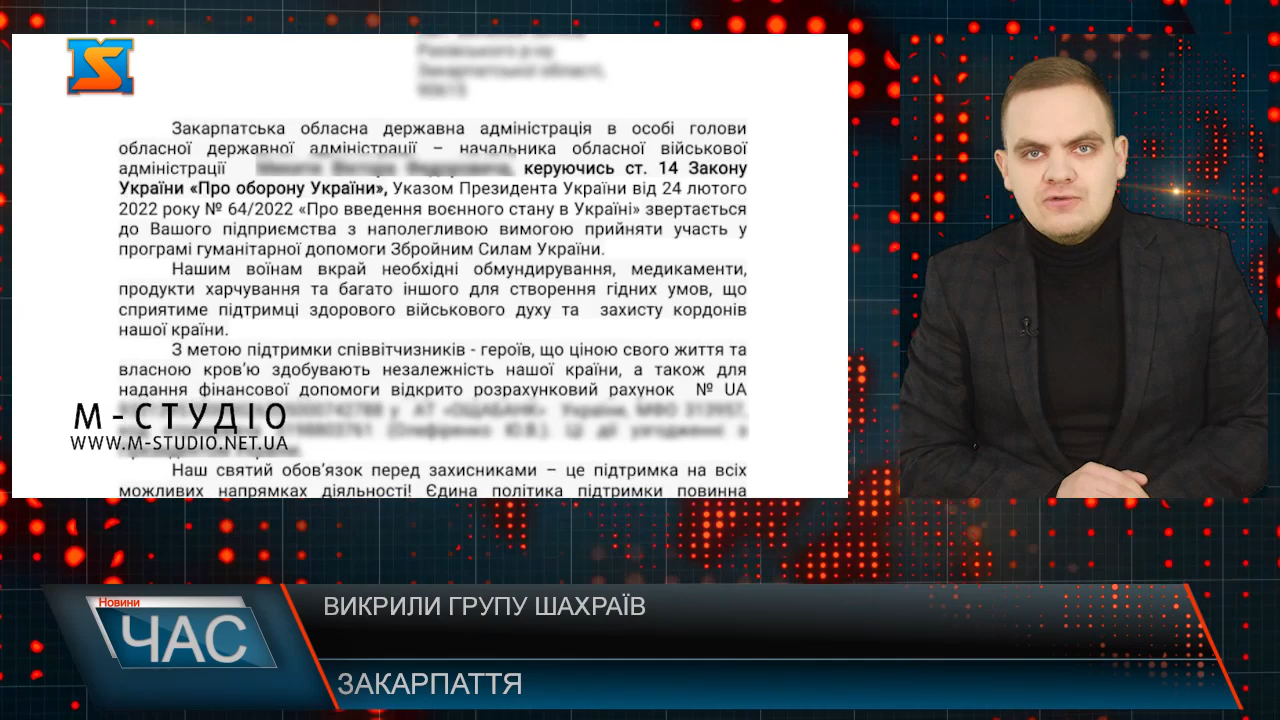 Закарпатська обласна державна адміністрація в особі голови
обласної державної адміністрації – начальника обласної військової
адміністрації керуючись ст. 14 Закону
України «Про оборону України», Указом Президента України від 24 лютого
2022 року № 64/2022 «Про введення воєнного стану в Україні» звертається
до Вашого підприємства з наполегливою вимогою прийняти участь у
програмі гуманітарної допомоги Збройним Силам України.
Нашим воїнам вкрай необхідні обмундирування, медикаменти,
продукти харчування та багато іншого для створення гідних умов, що
сприятиме підтримці здорового військового духу та захисту кордонів
нашої країни.
З метою підтримки співвітчизників - героїв, що ціною свого життя та
власною кров’ю здобувають незалежність нашої країни, а також для
надання фінансової допомоги відкрито розрахунковий рахунок № UA
М-СТУДІО
WWW.M-STUDIO.NET.UA
Наш святий обов’язок перед захисниками – це підтримка на всіх
можливих напрямках діяльності! Єдина політика підтримки повинна
Новини
ЧАС
ВИКРИЛИ ГРУПУ ШАХРАЇВ
ЗАКАРПАТТЯ